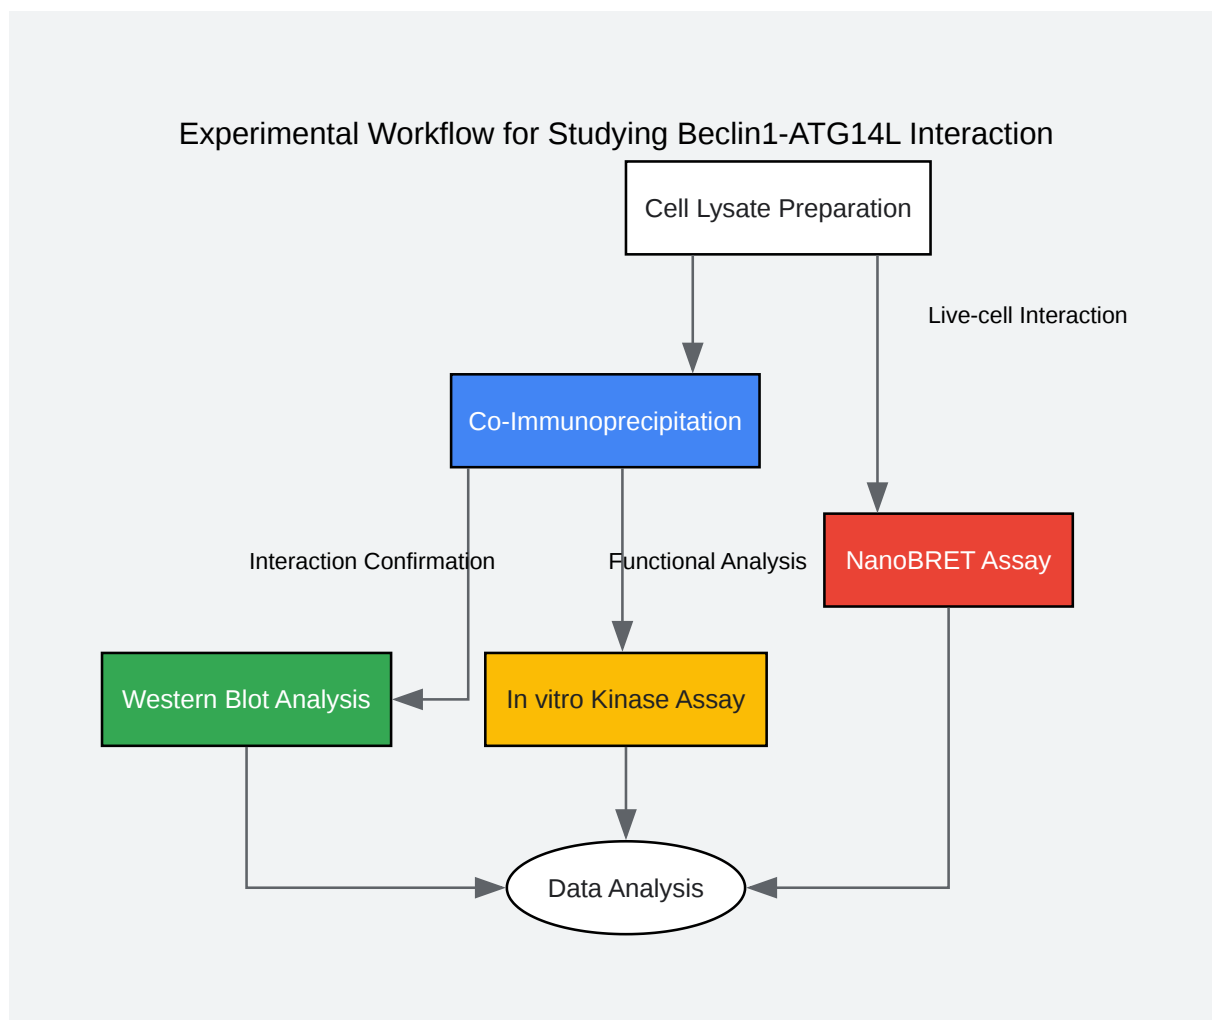 Experimental Workflow for Studying Beclin1-ATG14L Interaction
Cell Lysate Preparation
Live-cell Interaction
Co-Immunoprecipitation
Interaction Confirmation
Functional Analysis
NanoBRET Assay
Western Blot Analysis
In vitro Kinase Assay
Data Analysis